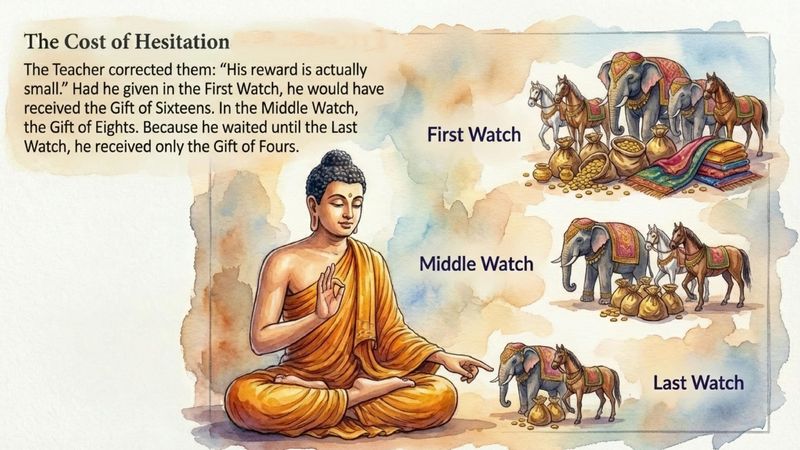 The Cost of Hesitation
The Teacher corrected them: “His reward is actually
small.” Had he given in the First Watch, he would have
received the Gift of Sixteens. In the Middle Watch,
the Gift of Eights. Because he waited until the Last
Watch, he received only the Gift of Fours.
First Watch
Middle Watch
Last Watch